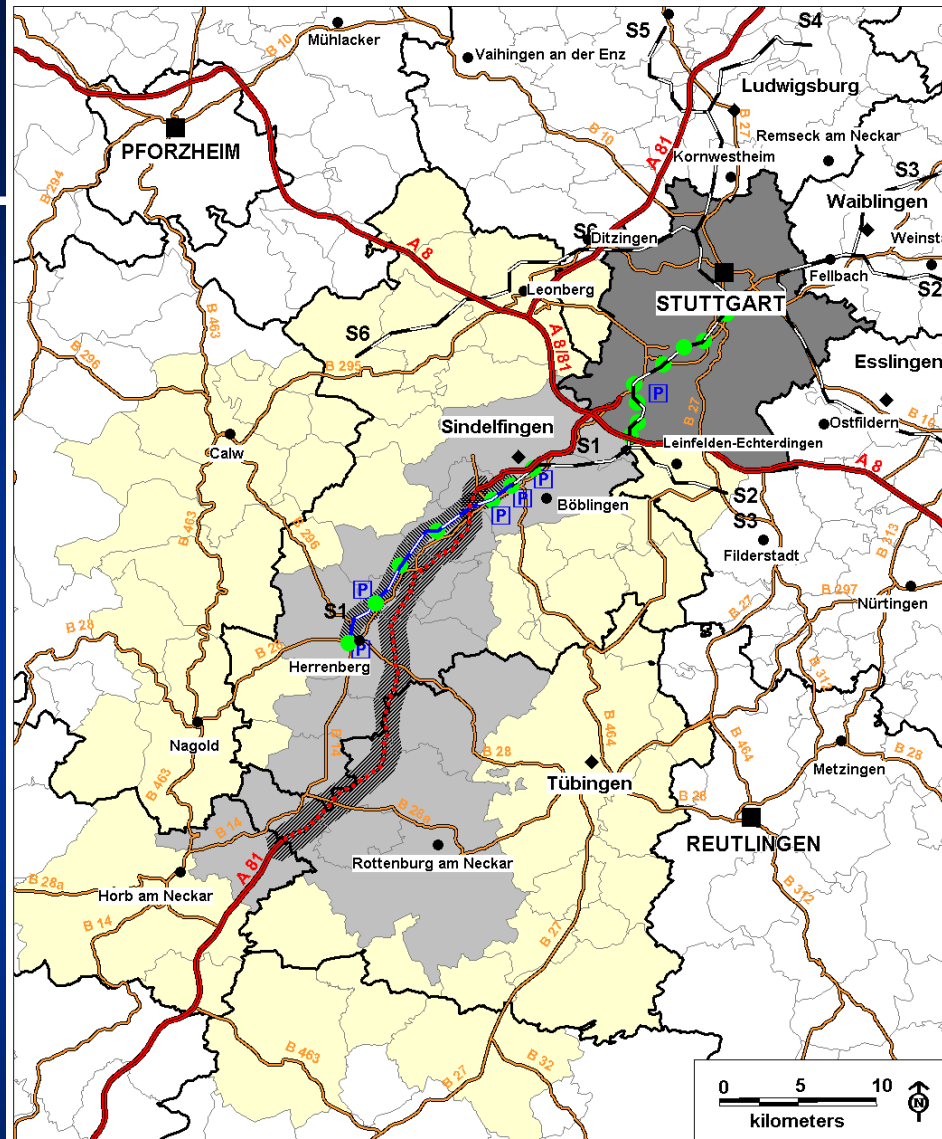 S5
S4
B 10
Mühlacker
Vaihingen an der Enz
Ludwigsburg
B 27
PFORZHEIM
B 10
A 81
Remseck am Neckar
Kornwestheim
S3
B 294
Waiblingen
S6
Ditzingen
Weinsta
A 8
Fellbach
Leonberg
S2
STUTTGART
B 463
S6
A 8/81
B 296
B 295
Esslingen
P
B 27
B 16
Sindelfingen
Ostfildern
S1
Leinfelden-Echterdingen
Calw
A 8
P
S2
P
Böblingen
P
S3
B 463
B 296
Filderstadt
B 313
P
B 297
S1
Nürtingen
B 27
B 28
B 28
P
Herrenberg
B 311
B 14
B 464
B 464
Nagold
B 28
Metzingen
B 28
B 463
Tübingen
B 28
B 28a
B 14
REUTLINGEN
Rottenburg am Neckar
A 81
B 28a
Horb am Neckar
B 312
B 14
B 27
B 463
B 32
B 27
0 5 10
kilometers
N